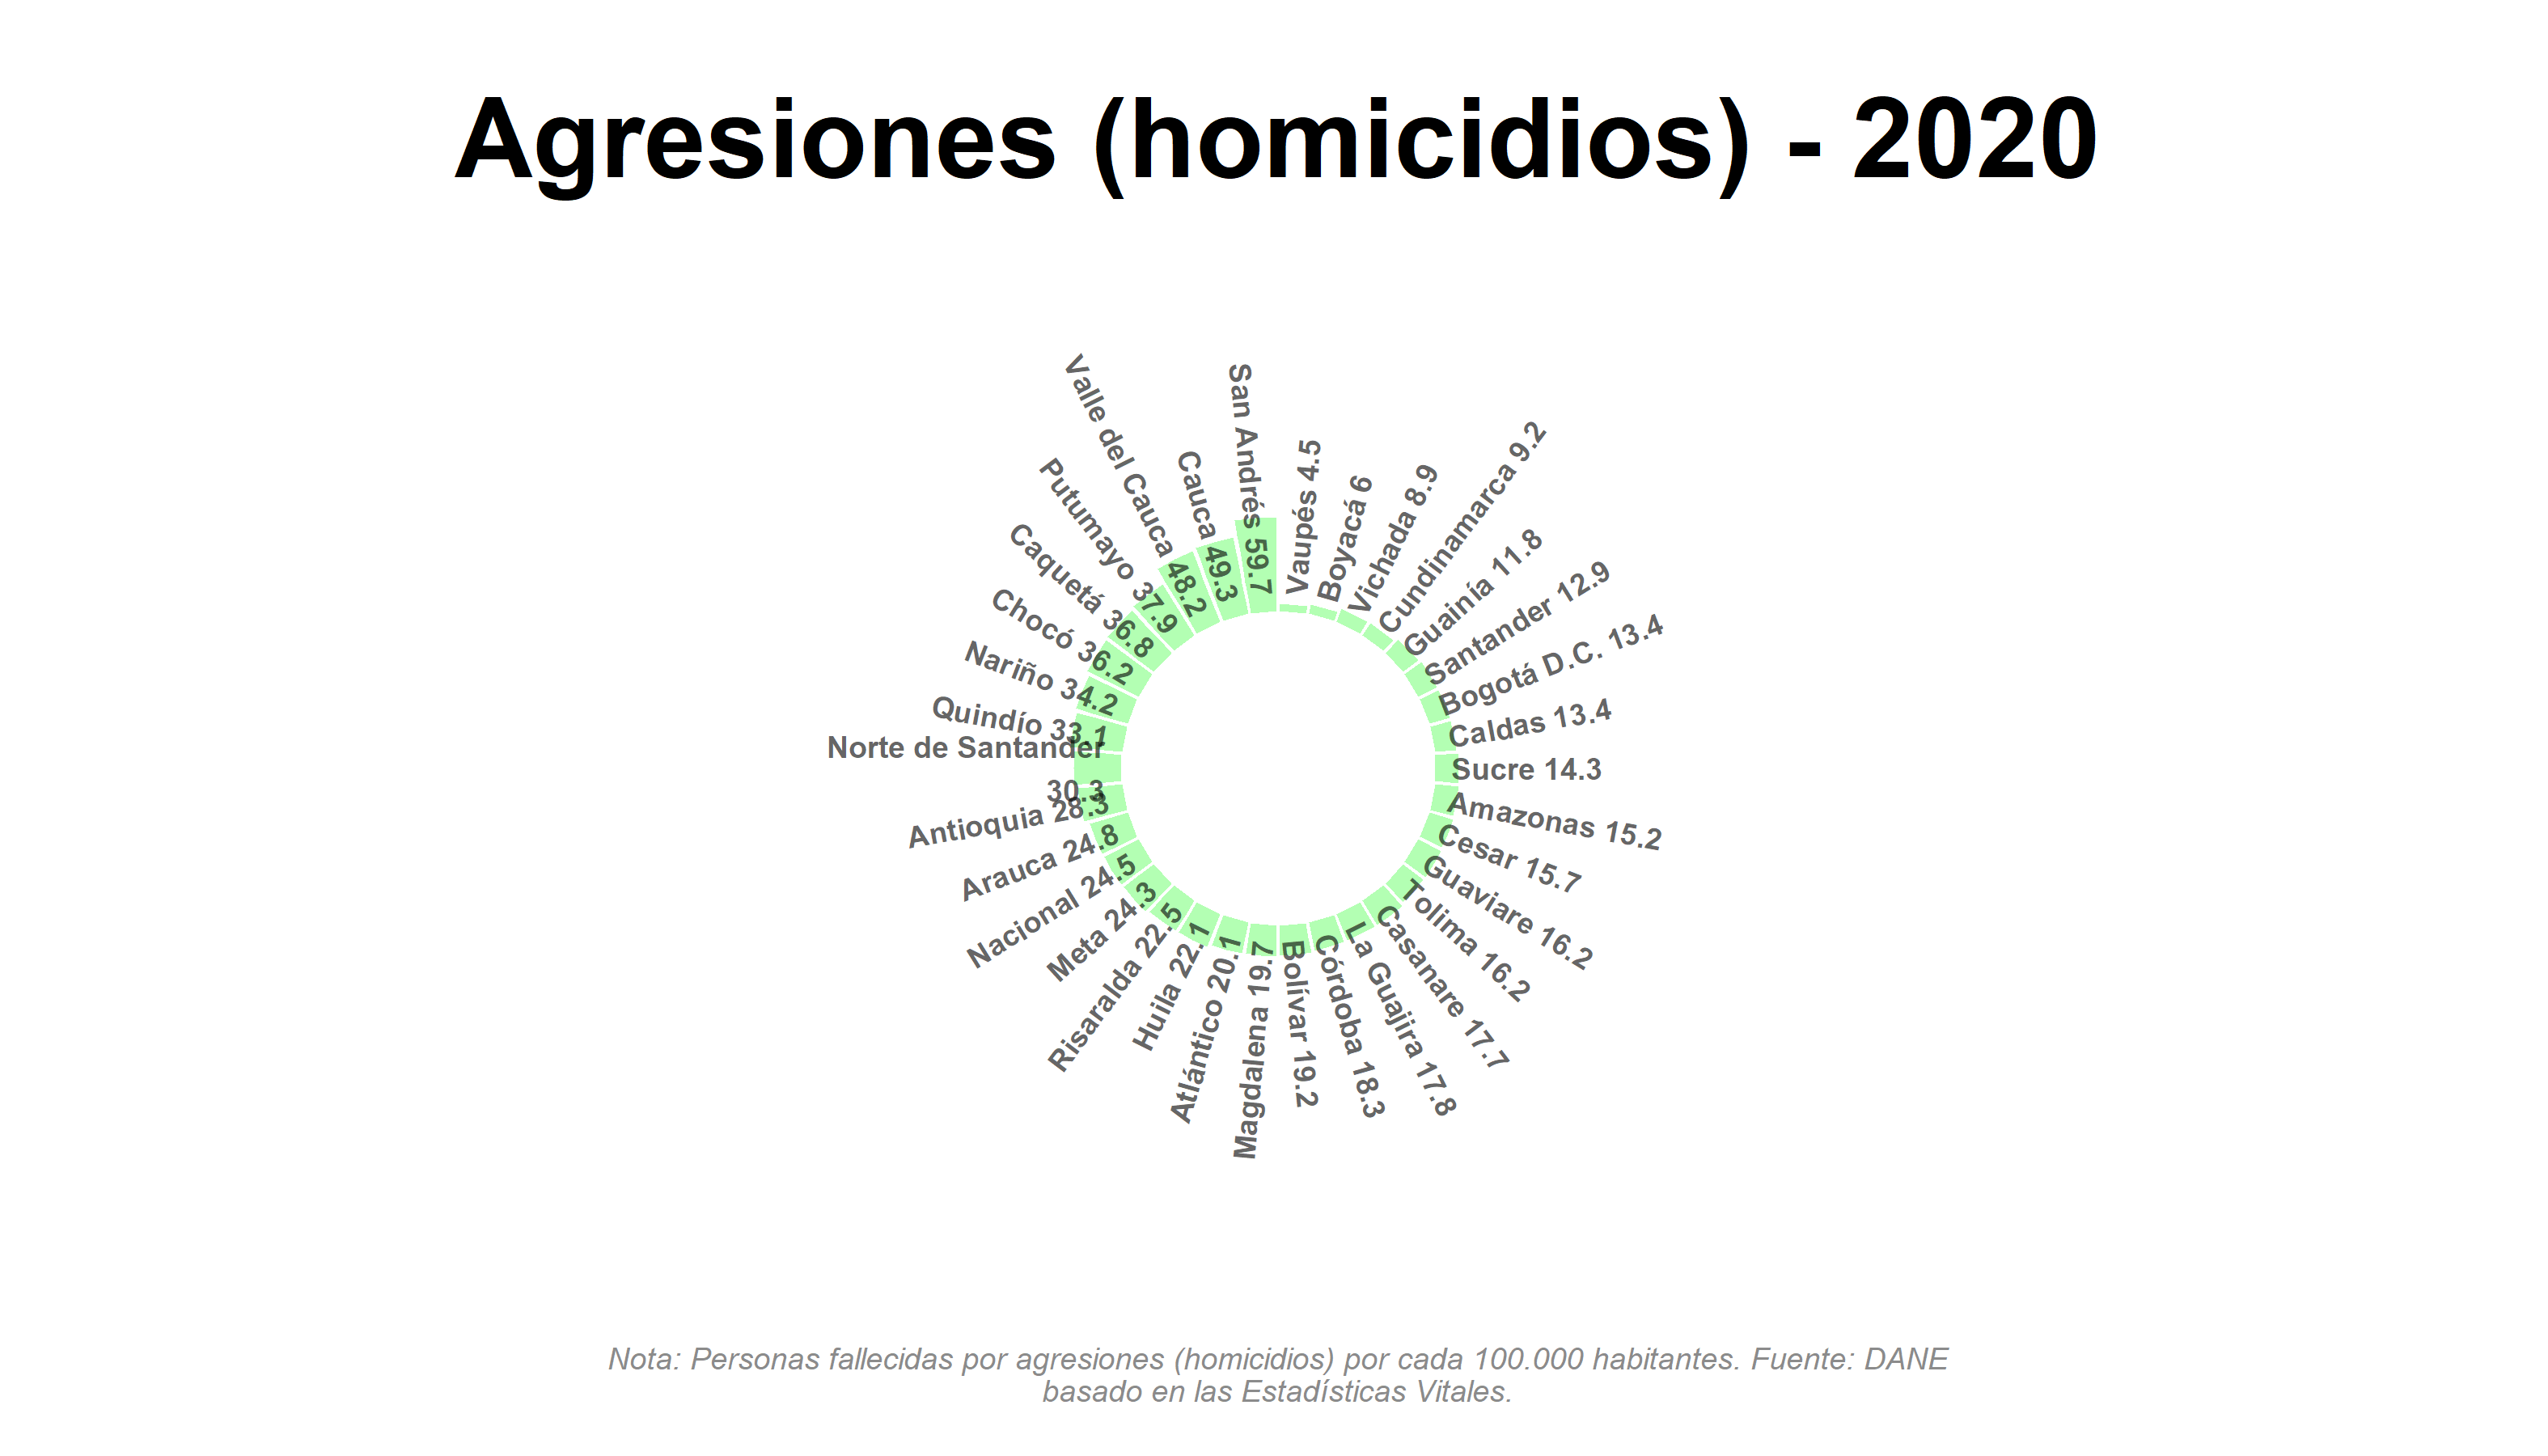 Agresiones (homicidios) - 2020
Vaupés 4.5
Boyacá 6
Vichada 8.9
Cundinamarca 9.2
Guainía 11.8
Santander 12.9
Bogotá D.C. 13.4
Caldas 13.4
Sucre 14.3
Amazonas 15.2
Cesar 15.7
Guaviare 16.2
Tolima 16.2
Casanare 17.7
La Guajira 17.8
Córdoba 18.3
Bolívar 19.2
Magdalena 19.7
Atlántico 20.1
Huila 22.1
Risaralda 22.5
Meta 24.3
Nacional 24.5
Arauca 24.8
Antioquia 28.3
Norte de Santander
30.3
Quindío 33.1
Nariño 34.2
Chocó 36.2
Caquetá 36.8
Putumayo 37.9
Valle del Cauca 48.2
Cauca 49.3
San Andrés 59.7
Nota: Personas fallecidas por agresiones (homicidios) por cada 100.000 habitantes. Fuente: DANE
basado en las Estadísticas Vitales.